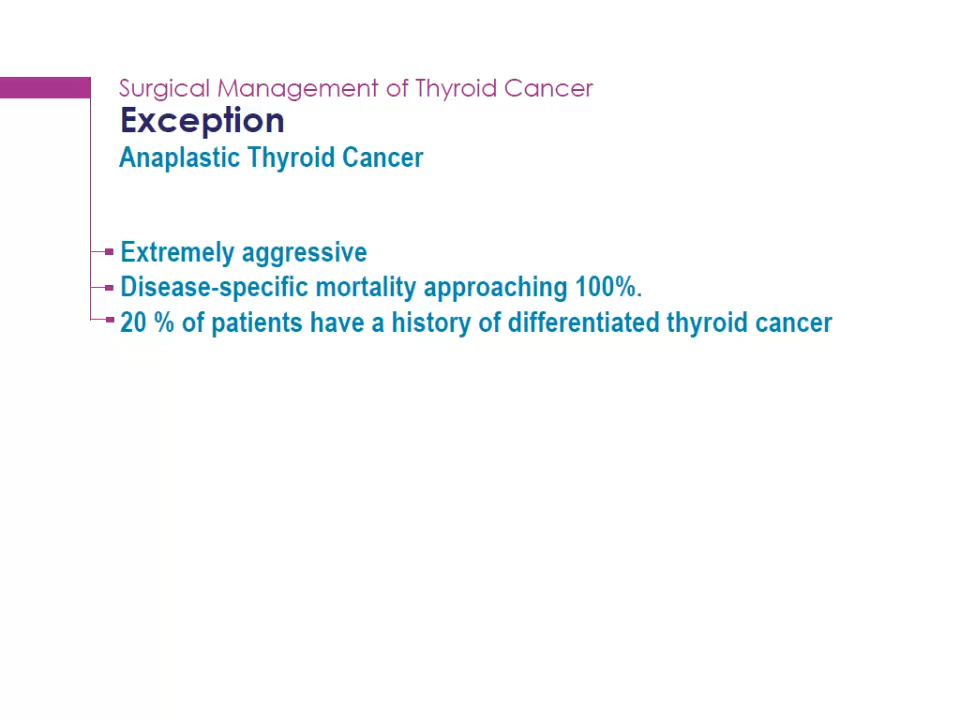 Surgical Management of Thyroid Cancer
Exception
Anaplastic Thyroid Cancer
Extremely aggressive
Disease-specific mortality approaching 100%.
20 % of patients have a history of differentiated thyroid cancer